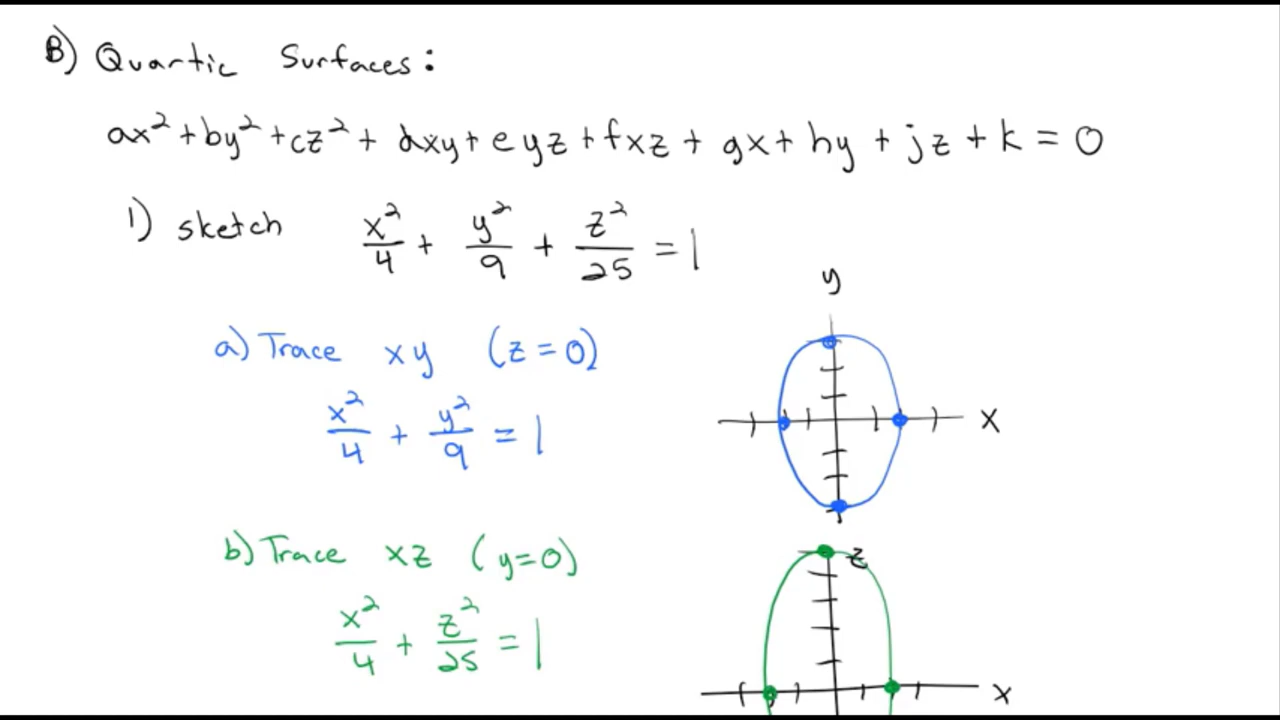 B) Quartic Surfaces:
ax² + by² + cz² + dxy + eyz + fxz + gx + hy + jz + k = 0
1) sketch x²/4 + y²/9 + z²/25 = 1
y
a) Trace xy (z = 0)
x
x²/4 + y²/9 = 1
b) Trace xz (y=0)
z
x²/4 + z²/25 = 1
x